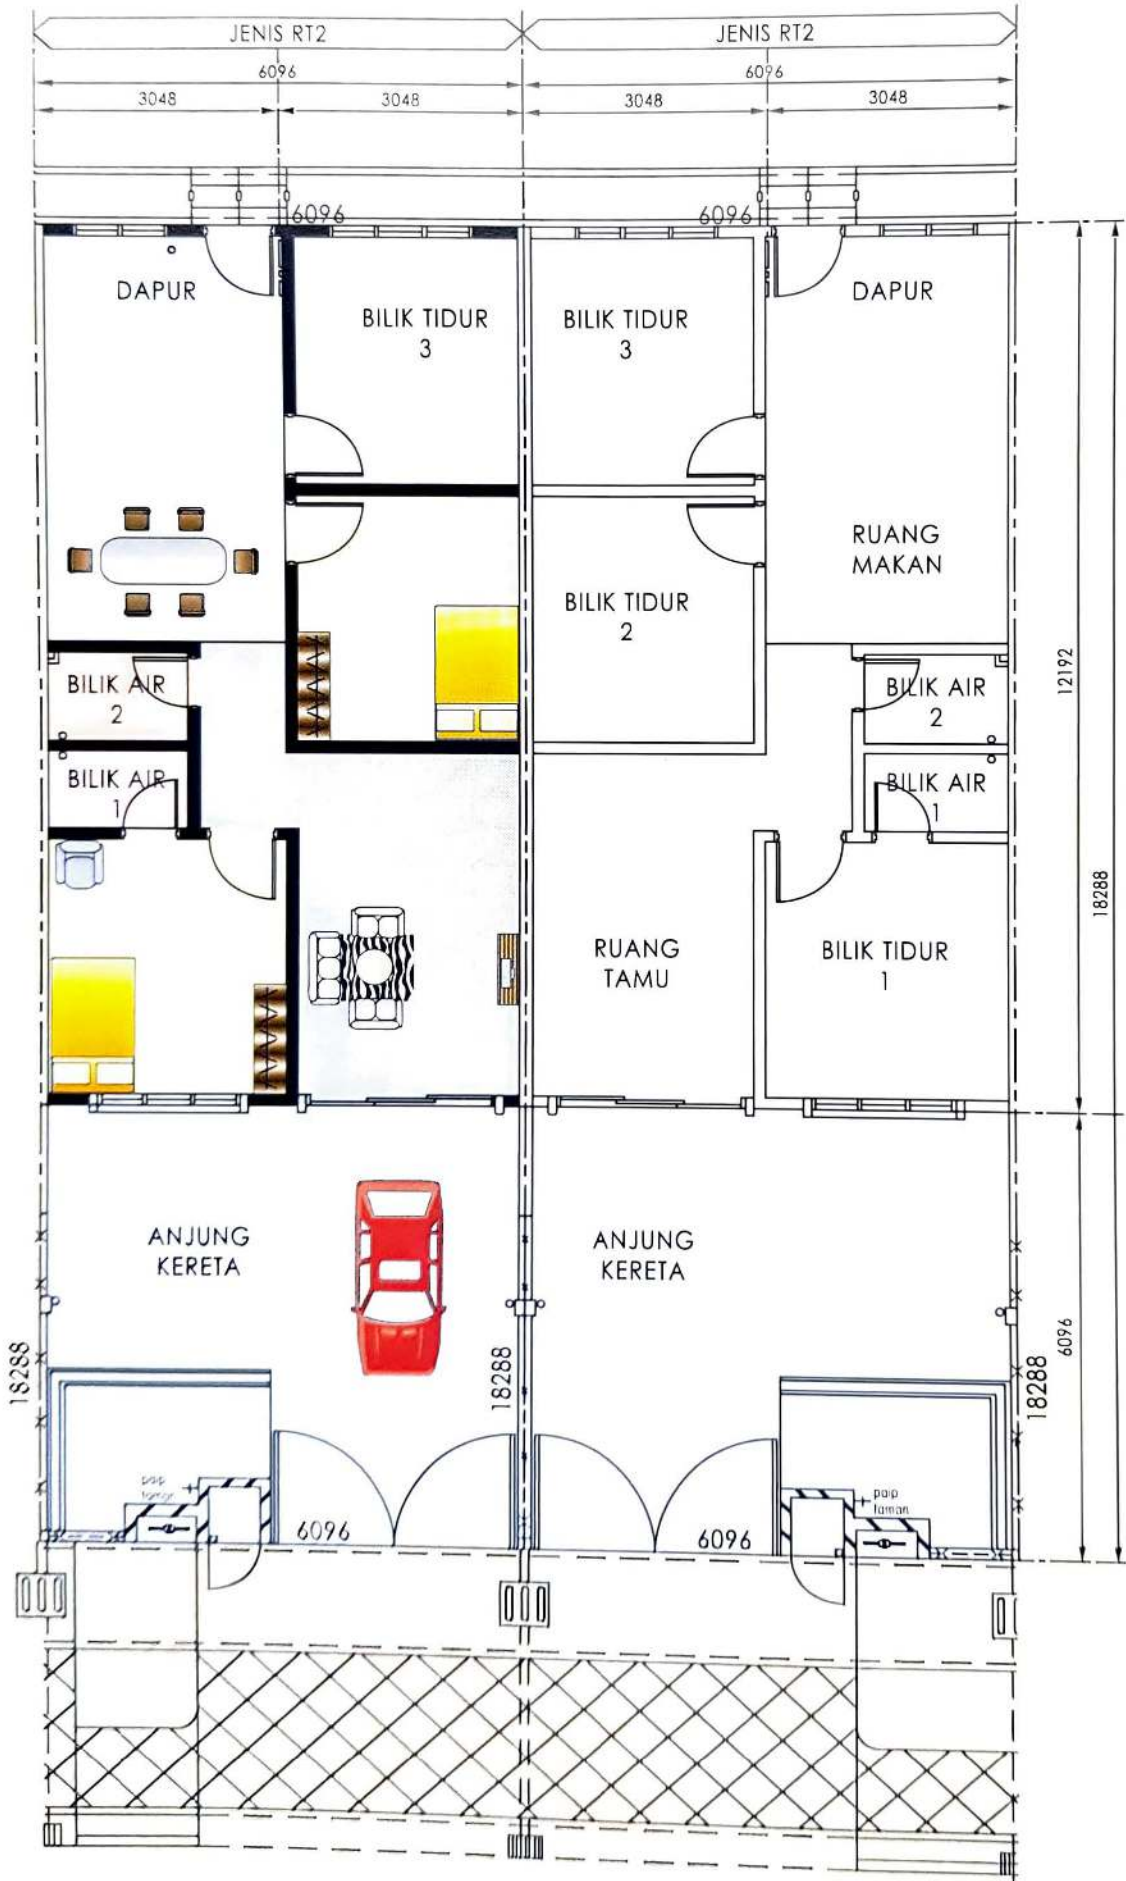 JENIS RT2
JENIS RT2
6096
6096
3048
3048
3048
3048
6096
6096
DAPUR
BILIK TIDUR
3
BILIK TIDUR
3
DAPUR
RUANG
MAKAN
BILIK TIDUR
2
12192
BILIK AIR
2
BILIK AIR
2
BILIK AIR
1
BILIK AIR
1
18288
RUANG
TAMU
BILIK TIDUR
1
ANJUNG
KERETA
ANJUNG
KERETA
6096
18288
18288
18288
paip
taman
paip
taman
6096
6096